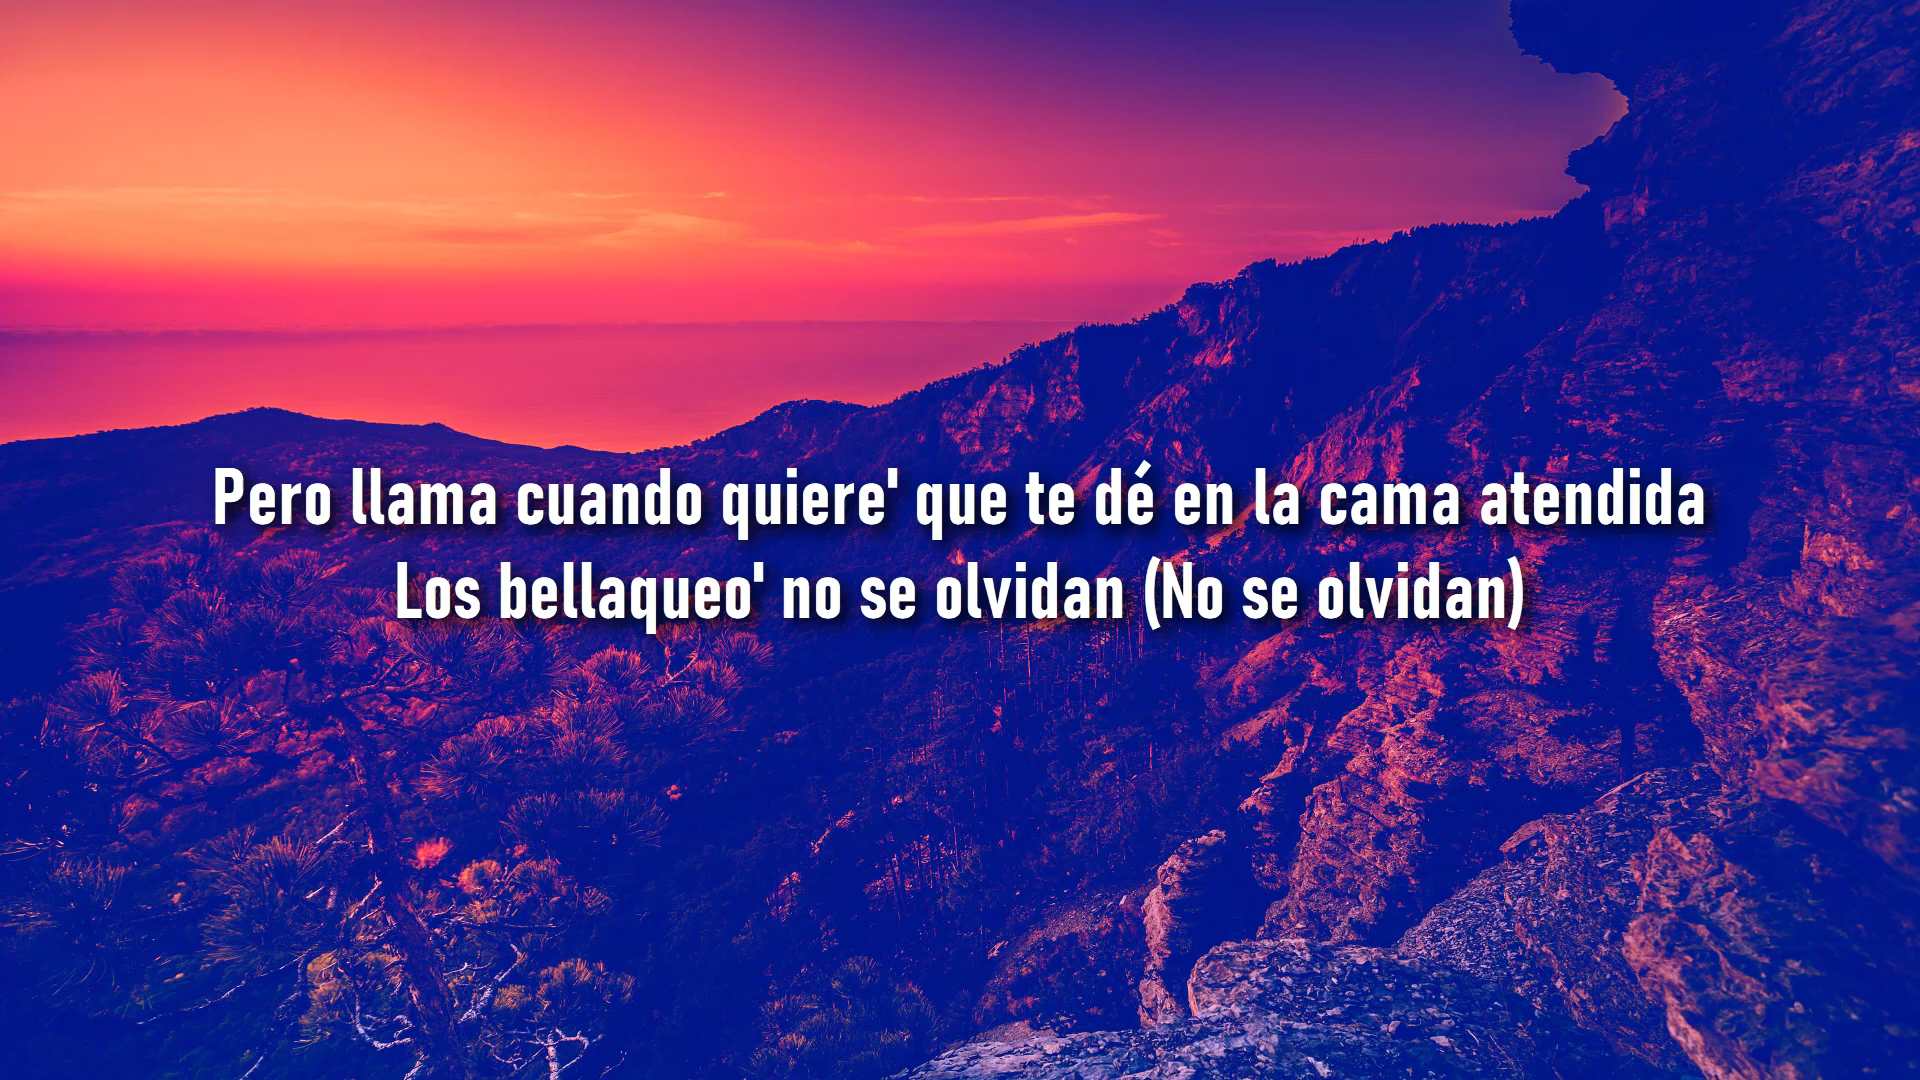 Pero llama cuando quiere' que te dé en la cama atendida
Los bellaqueo' no se olvidan (No se olvidan)